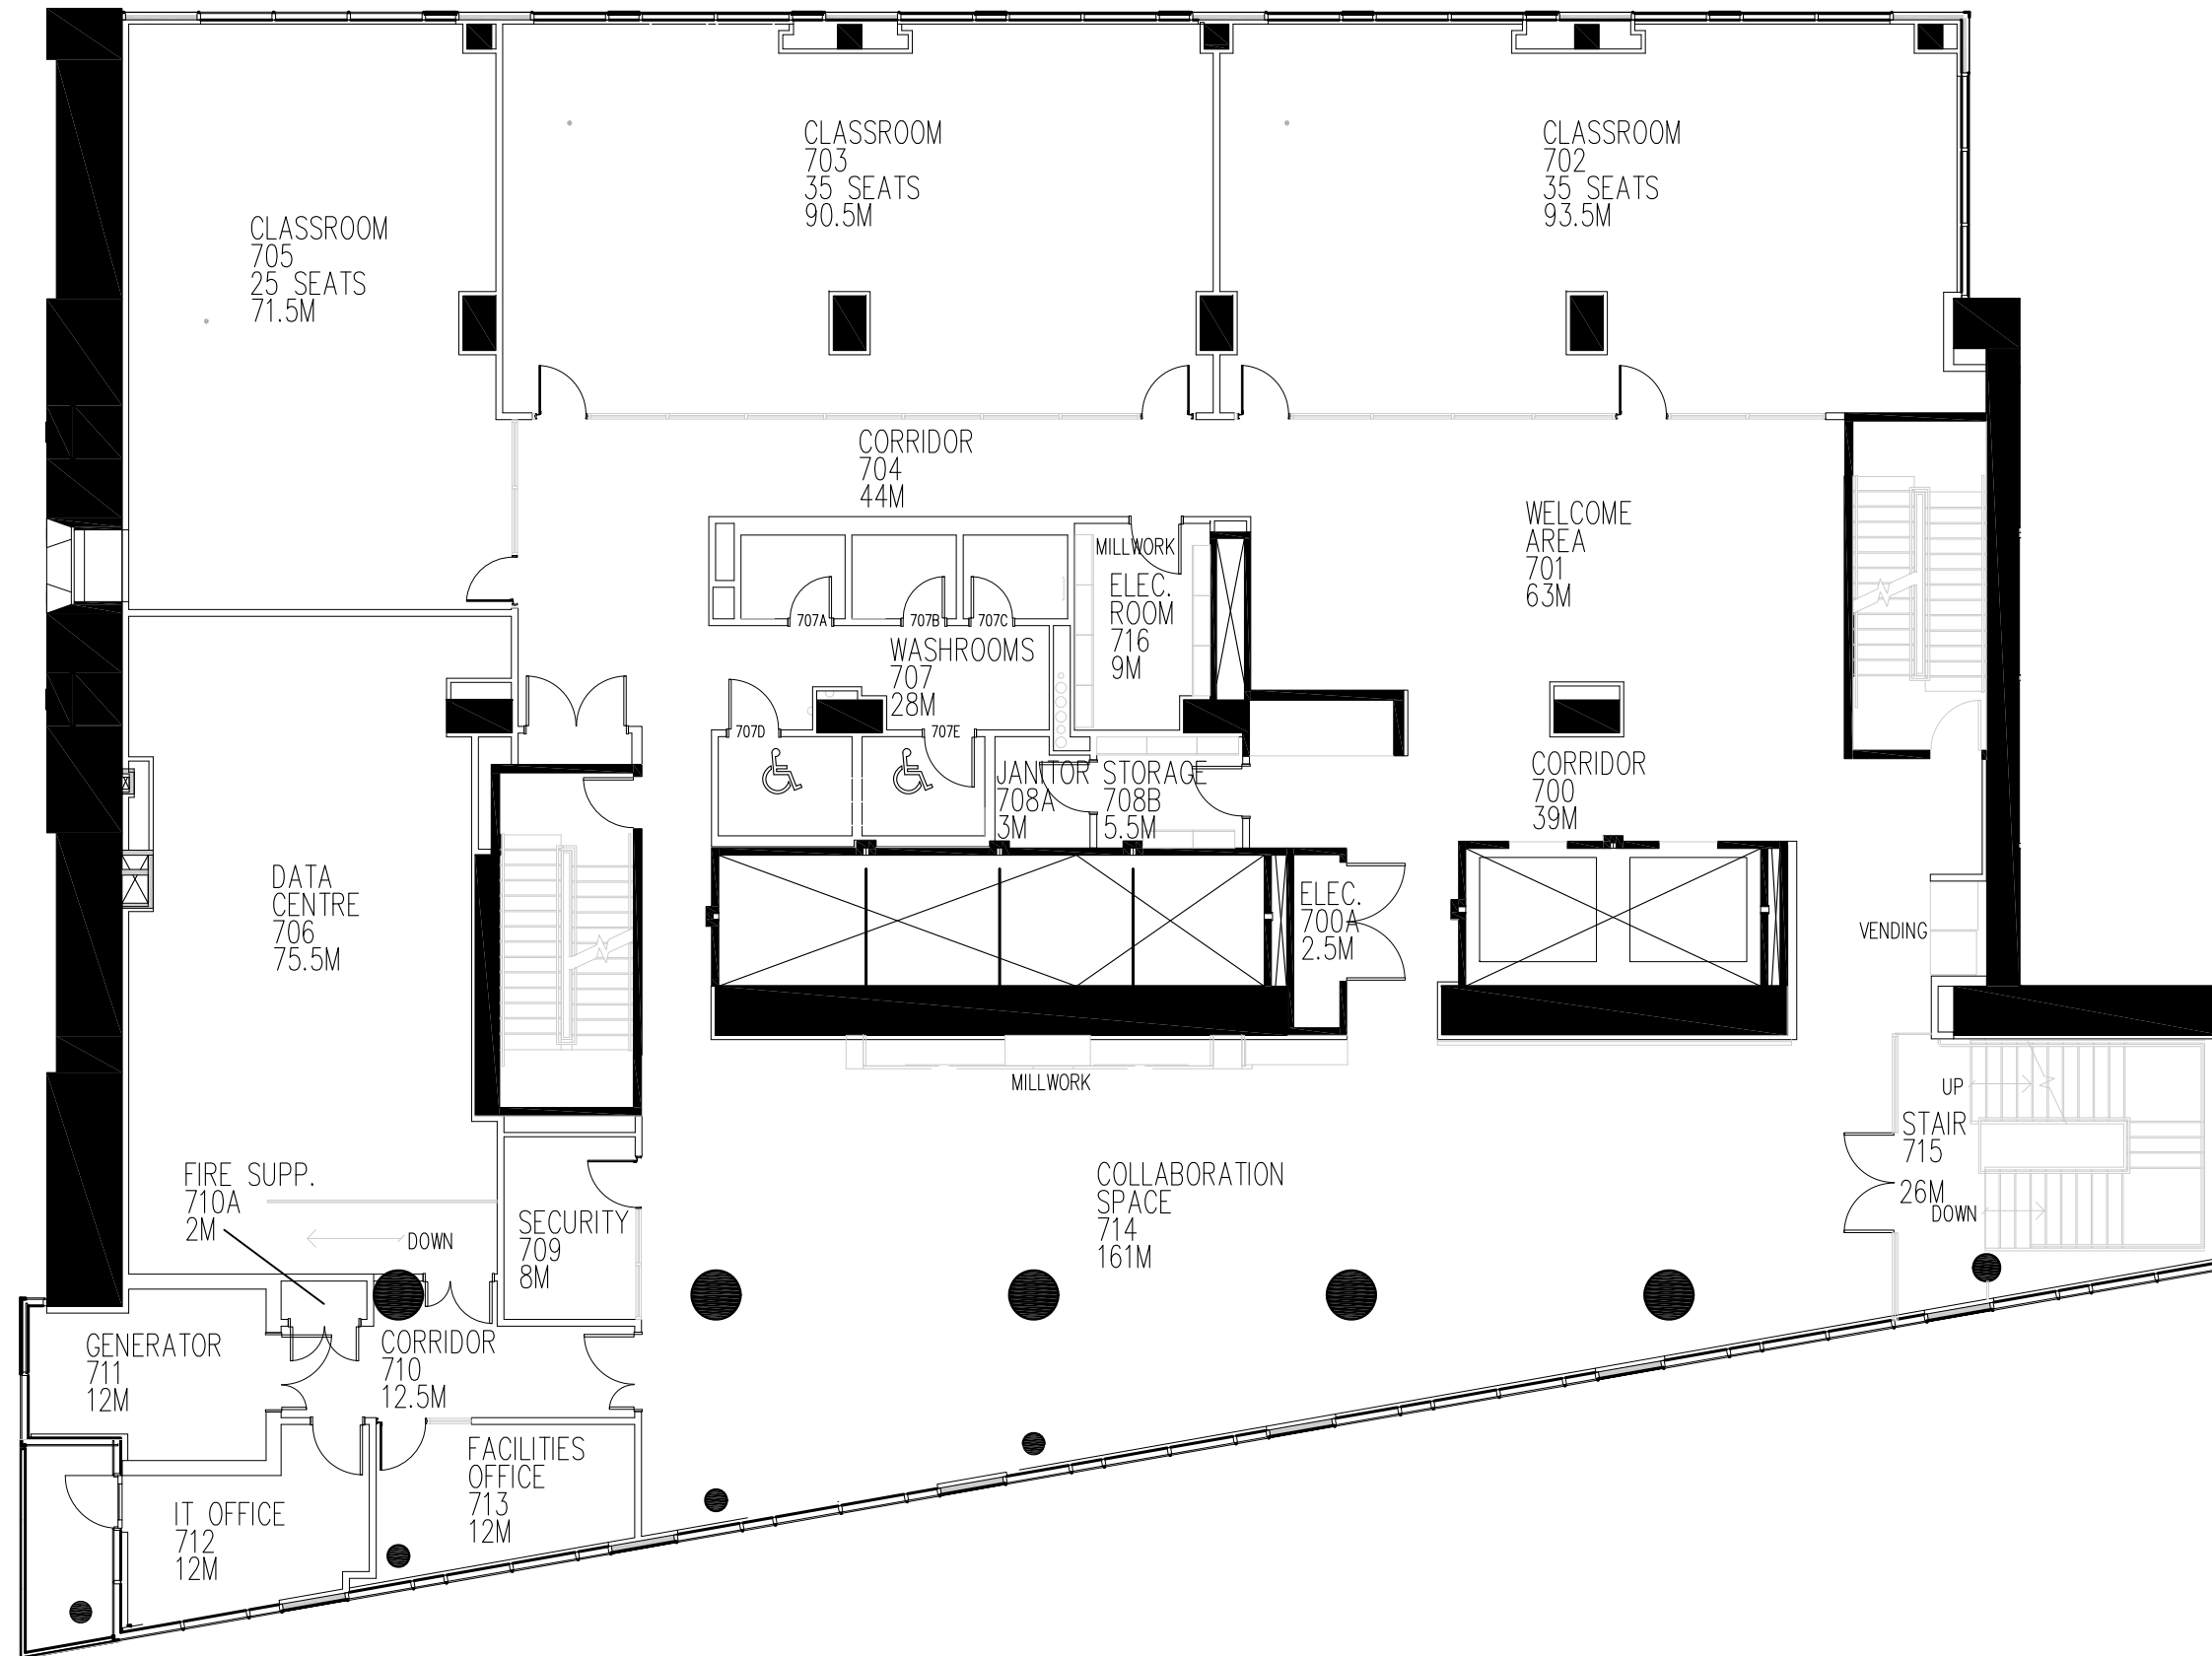 CLASSROOM
703
35 SEATS
90.5M
CLASSROOM
702
35 SEATS
93.5M
CLASSROOM
705
25 SEATS
71.5M
CORRIDOR
704
44M
WELCOME
AREA
701
63M
MILLWORK
ELEC.
ROOM
716
9M
707A
707B
707C
WASHROOMS
707
28M
707D
707E
JANITOR
708A
3M
STORAGE
708B
5.5M
CORRIDOR
700
39M
DATA
CENTRE
706
75.5M
ELEC.
700A
2.5M
VENDING
MILLWORK
UP
STAIR
715
26M
DOWN
FIRE SUPP.
710A
2M
DOWN
SECURITY
709
8M
COLLABORATION
SPACE
714
161M
GENERATOR
711
12M
CORRIDOR
710
12.5M
FACILITIES
OFFICE
713
12M
IT OFFICE
712
12M